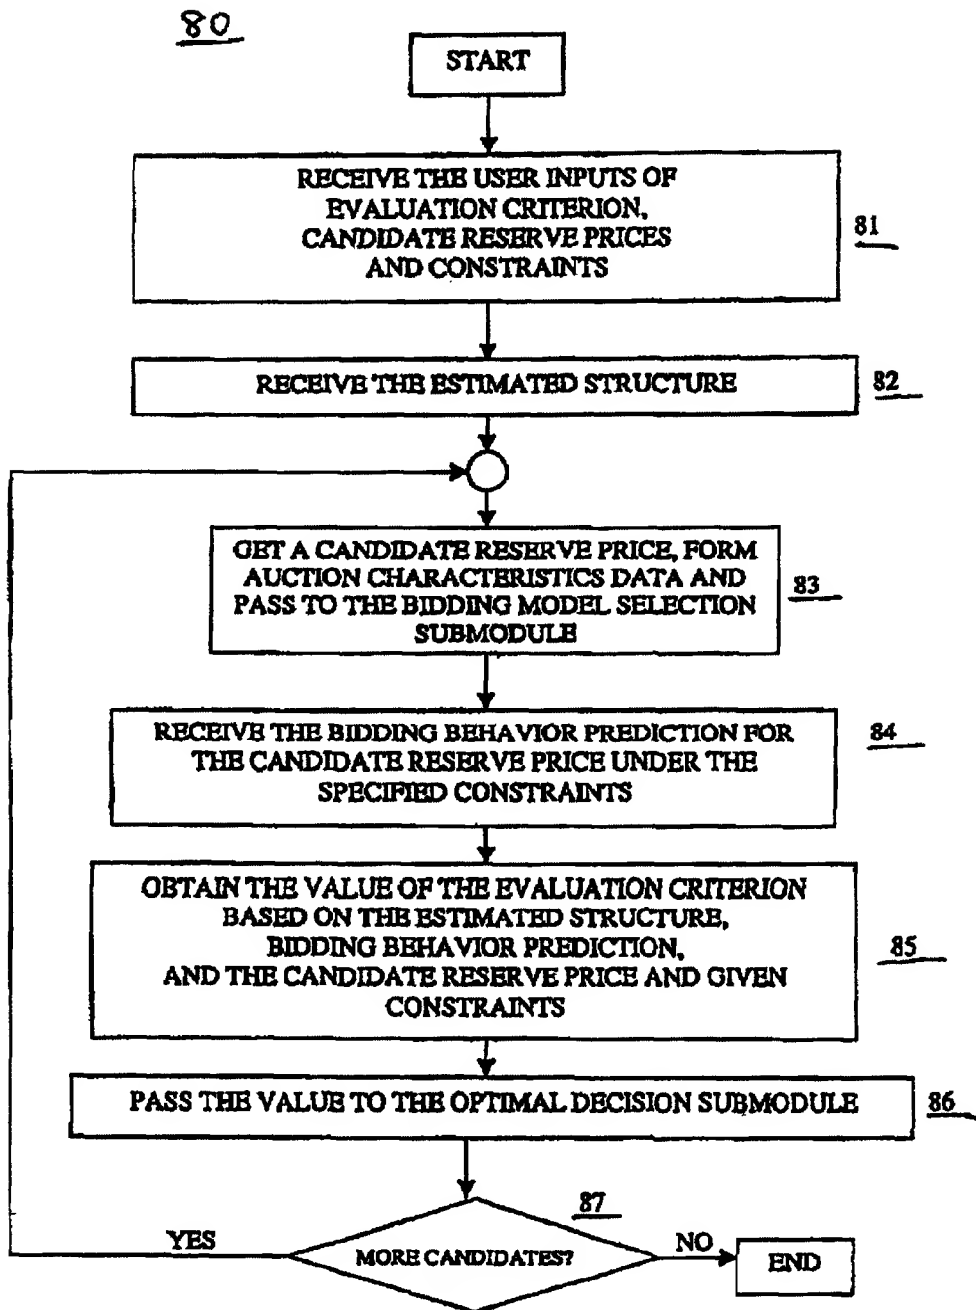 80
START
RECEIVE THE USER INPUTS OF
EVALUATION CRITERION,
CANDIDATE RESERVE PRICES
AND CONSTRAINTS
81
RECEIVE THE ESTIMATED STRUCTURE
82
GET A CANDIDATE RESERVE PRICE, FORM
AUCTION CHARACTERISTICS DATA AND
PASS TO THE BIDDING MODEL SELECTION
SUBMODULE
83
RECEIVE THE BIDDING BEHAVIOR PREDICTION FOR
THE CANDIDATE RESERVE PRICE UNDER THE
SPECIFIED CONSTRAINTS
84
OBTAIN THE VALUE OF THE EVALUATION CRITERION
BASED ON THE ESTIMATED STRUCTURE,
BIDDING BEHAVIOR PREDICTION,
AND THE CANDIDATE RESERVE PRICE AND GIVEN
CONSTRAINTS
85
PASS THE VALUE TO THE OPTIMAL DECISION SUBMODULE
86
87
YES
MORE CANDIDATES?
NO
END